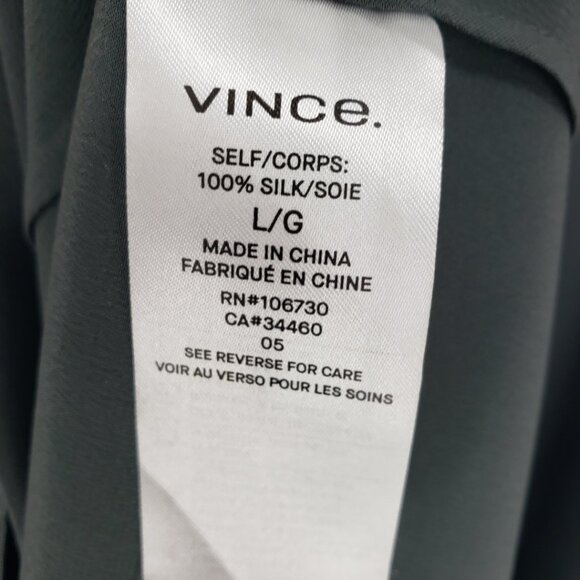 VINCe.
SELF/CORPS:
100% SILK/SOIE
L/G
MADE IN CHINA
FABRIQUÉ EN CHINE
RN#106730
CA#34460
05
SEE REVERSE FOR CARE
VOIR AU VERSO POUR LES SOINS